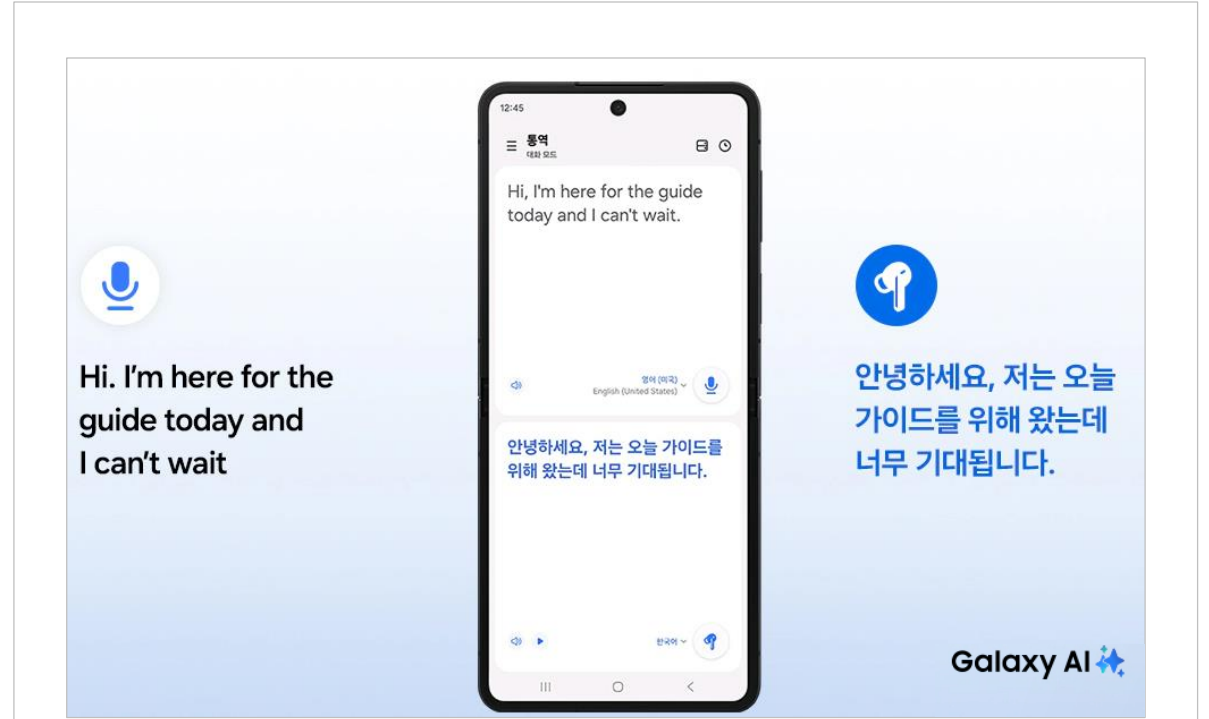 Hi. I'm here for the
guide today and
I can't wait
12:45
통역
대화 모드
Hi, I'm here for the guide
today and I can't wait.
영어 (미국)
English (United States)
안녕하세요, 저는 오늘 가이드를
위해 왔는데 너무 기대됩니다.
한국어
안녕하세요, 저는 오늘
가이드를 위해 왔는데
너무 기대됩니다.
Galaxy AI